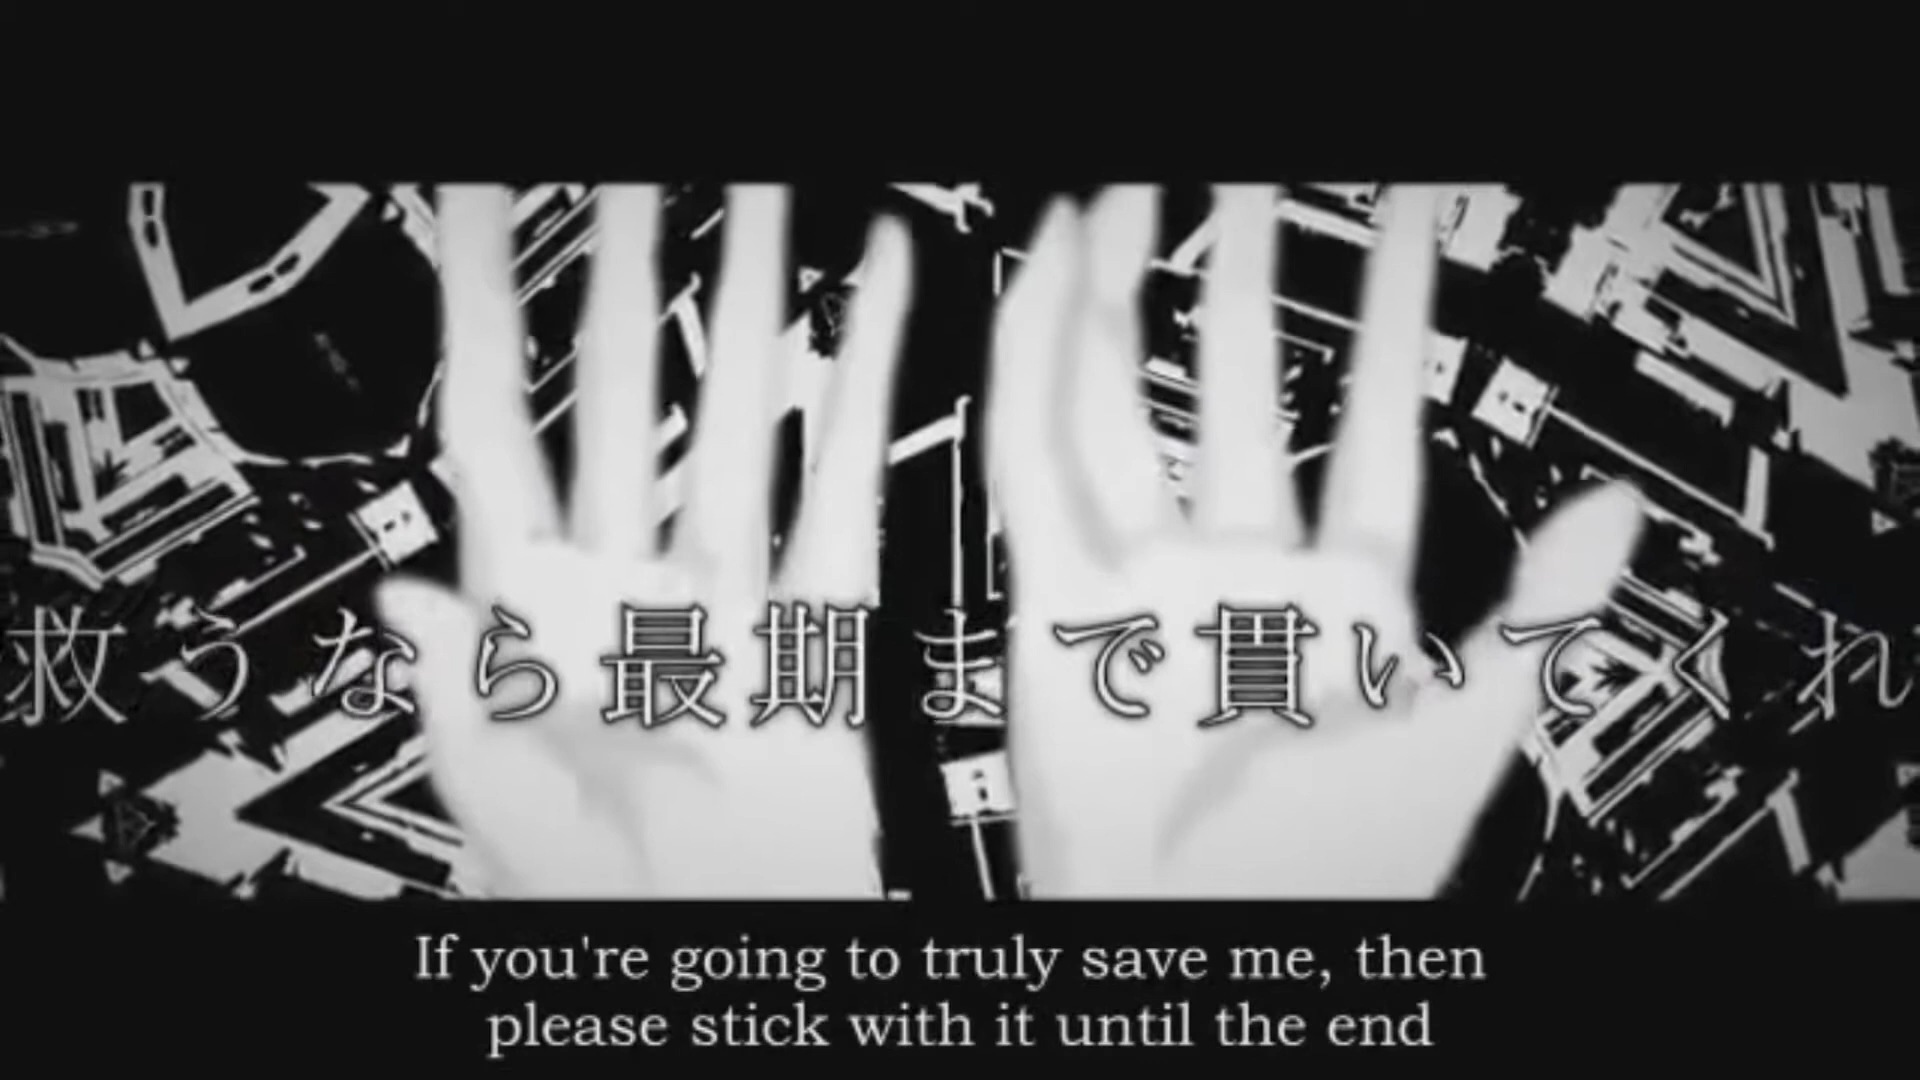 救うなら最期まで貫いてくれ
If you're going to truly save me, then
please stick with it until the end